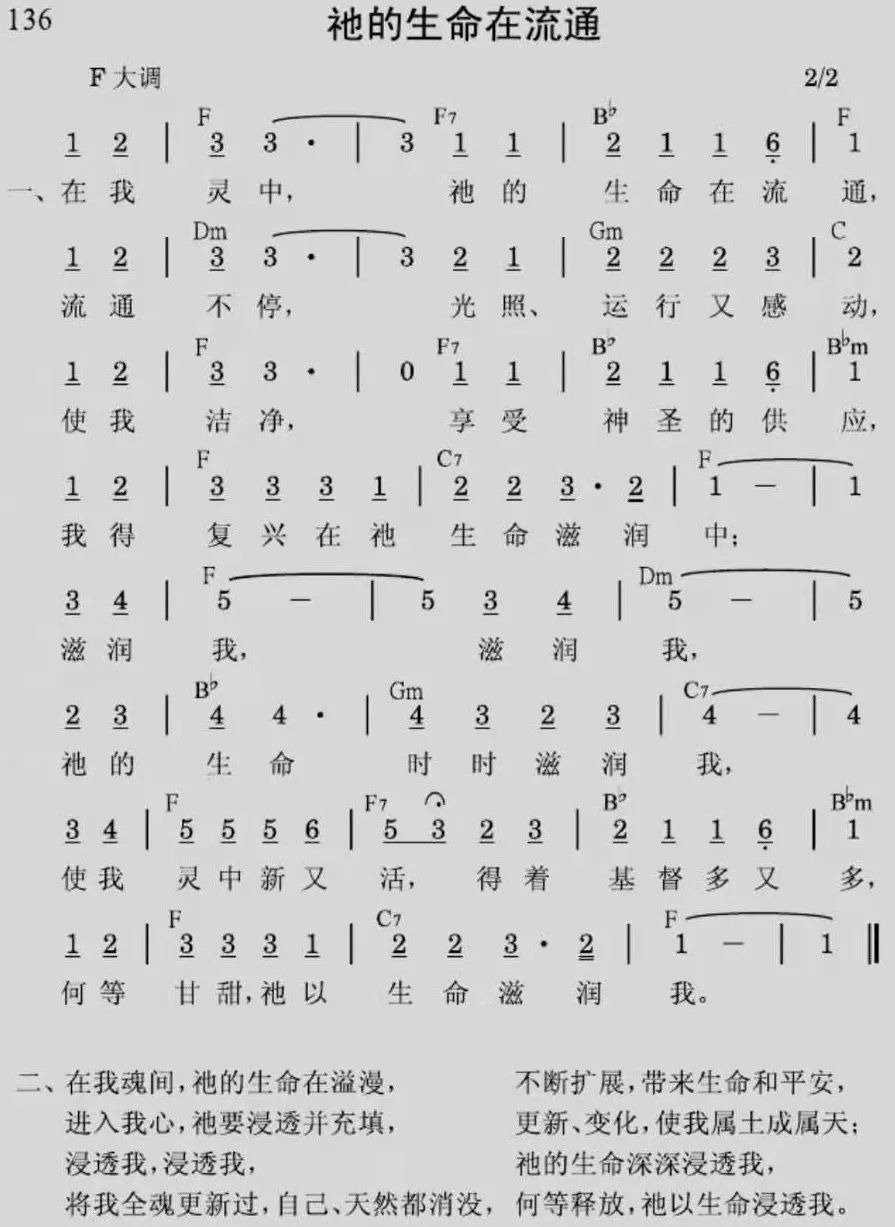 136
祂的生命在流通
F 大调 2/2
F F7 B♭ F
1 2 | 3 3 · | 3 1 1 | 2 1 1 6 | 1
一、在我 灵中, 祂的 生命在流 通,
Dm Gm C
1 2 | 3 3 · | 3 2 1 | 2 2 2 3 | 2
流通 不停, 光照、运行又感 动,
F F7 B♭ B♭m
1 2 | 3 3 · | 0 1 1 | 2 1 1 6 | 1
使我 洁净, 享受 神圣的供 应,
F C7 F
1 2 | 3 3 3 1 | 2 2 3 · 2 | 1 － | 1
我得 复兴在祂 生命滋润 中;
F Dm
3 4 | 5 － | 5 3 4 | 5 － | 5
滋润 我, 滋润 我,
B♭ Gm C7
2 3 | 4 4 · | 4 3 2 3 | 4 － | 4
祂的 生命 时时滋润 我,
F F7 B♭ B♭m
3 4 | 5 5 5 6 | 5 3 2 3 | 2 1 1 6 | 1
使我 灵中新又 活, 得着 基督多又 多,
F C7 F
1 2 | 3 3 3 1 | 2 2 3 · 2 | 1 － | 1
何等 甘甜,祂以 生命滋润 我。
二、在我魂间,祂的生命在溢漫, 不断扩展,带来生命和平安,
进入我心,祂要浸透并充填, 更新、变化,使我属土成属天;
浸透我,浸透我, 祂的生命深深浸透我,
将我全魂更新过,自己、天然都消没, 何等释放,祂以生命浸透我。